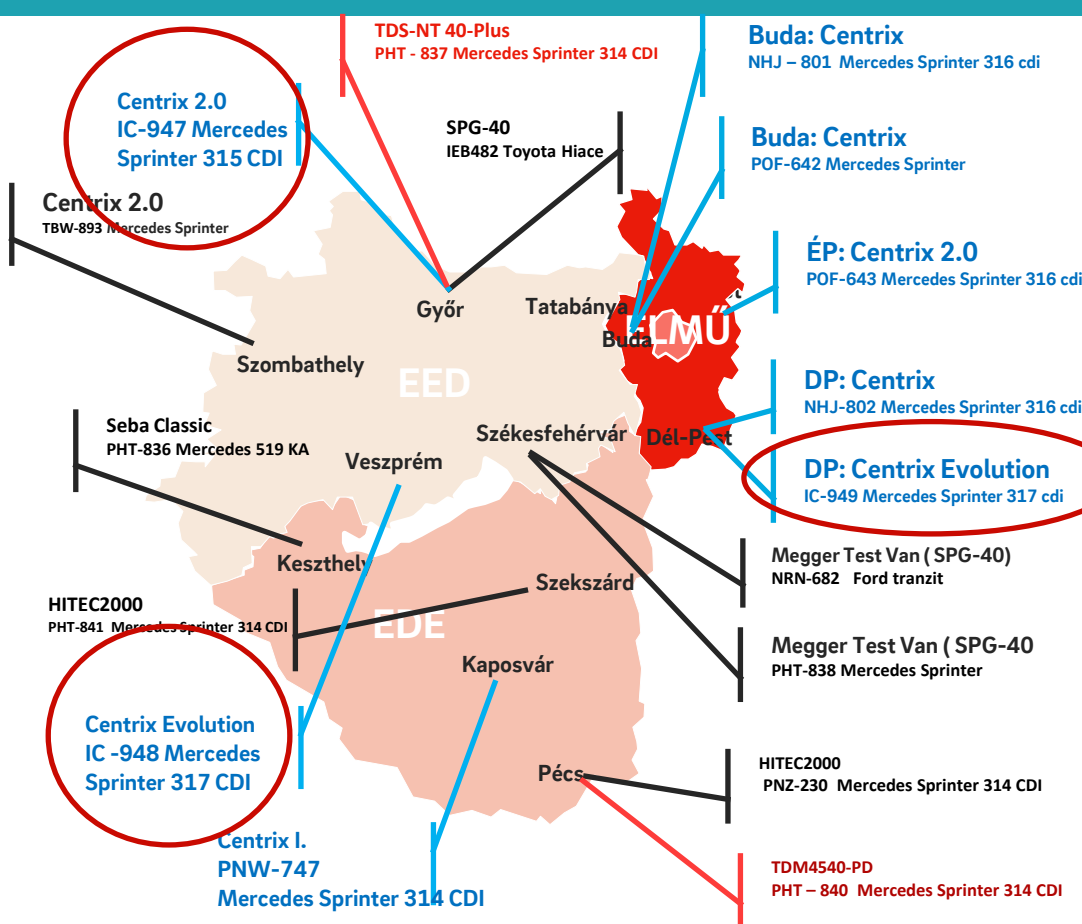 TDS-NT 40-Plus
PHT - 837 Mercedes Sprinter 314 CDI
Buda: Centrix
NHJ – 801 Mercedes Sprinter 316 cdi
Centrix 2.0
IC-947 Mercedes
Sprinter 315 CDI
SPG-40
IEB482 Toyota Hiace
Buda: Centrix
POF-642 Mercedes Sprinter
Centrix 2.0
TBW-893 Mercedes Sprinter
ÉP: Centrix 2.0
POF-643 Mercedes Sprinter 316 cdi
Győr
Tatabánya
ELMŰ
Buda
Szombathely
EED
DP: Centrix
NHJ-802 Mercedes Sprinter 316 cdi
Seba Classic
PHT-836 Mercedes 519 KA
Székesfehérvár
Dél-Pest
Veszprém
DP: Centrix Evolution
IC-949 Mercedes Sprinter 317 cdi
Keszthely
Megger Test Van ( SPG-40)
NRN-682 Ford tranzit
Szekszárd
HITEC2000
PHT-841 Mercedes Sprinter 314 CDI
EDE
Kaposvár
Megger Test Van ( SPG-40
PHT-838 Mercedes Sprinter
Centrix Evolution
IC -948 Mercedes
Sprinter 317 CDI
Pécs
HITEC2000
PNZ-230 Mercedes Sprinter 314 CDI
Centrix I.
PNW-747
Mercedes Sprinter 314 CDI
TDM4540-PD
PHT – 840 Mercedes Sprinter 314 CDI